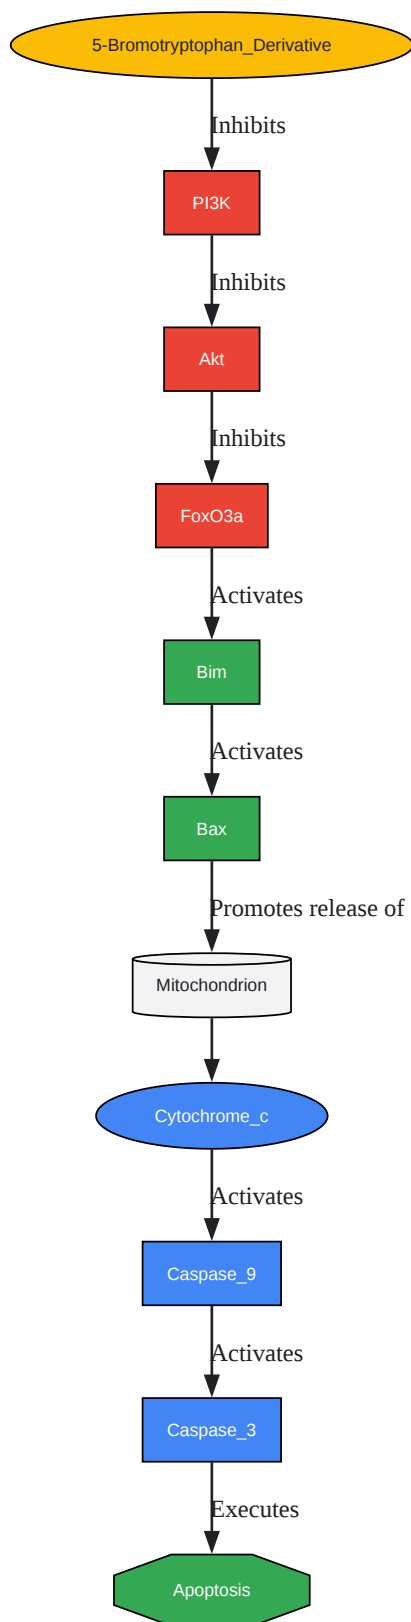 5-Bromotryptophan_Derivative
Inhibits
PI3K
Inhibits
Akt
Inhibits
FoxO3a
Activates
Bim
Activates
Bax
Promotes release of
Mitochondrion
Cytochrome_c
Activates
Caspase_9
Activates
Caspase_3
Executes
Apoptosis